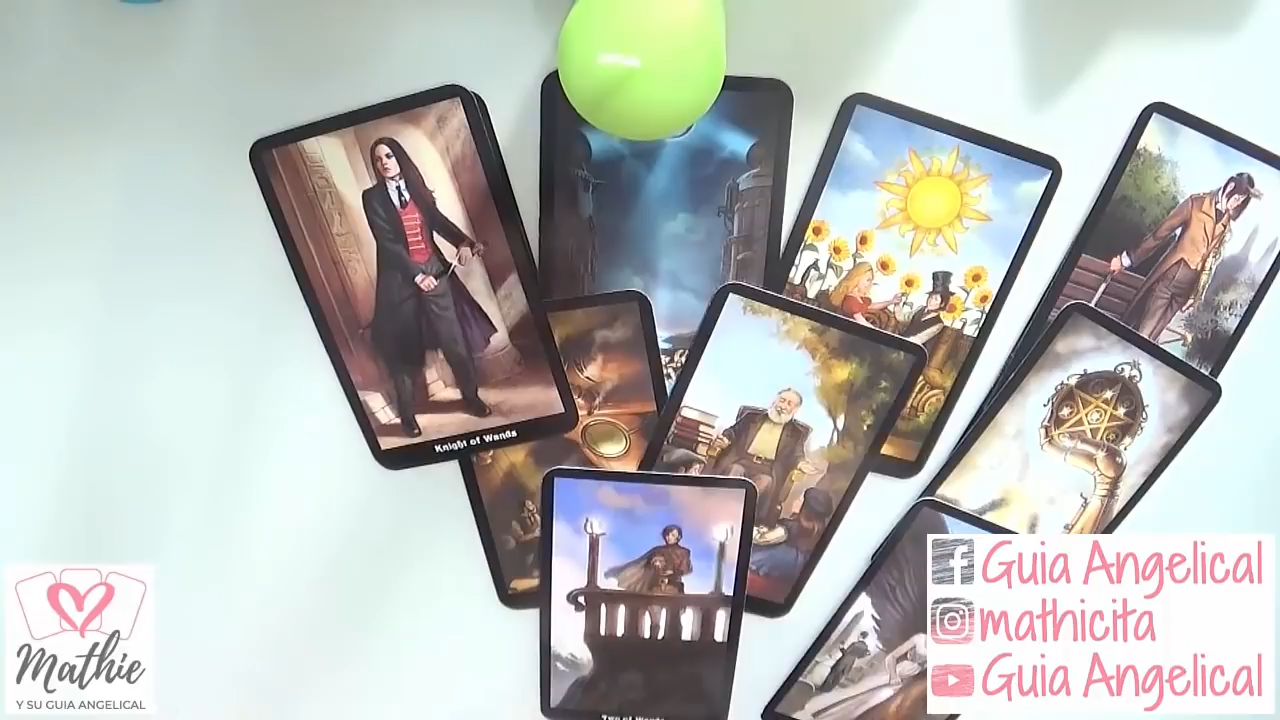 Knight of Wands
Two of Wands
Mathie
Y SU GUIA ANGELICAL
f Guia Angelical
mathicita
Guia Angelical